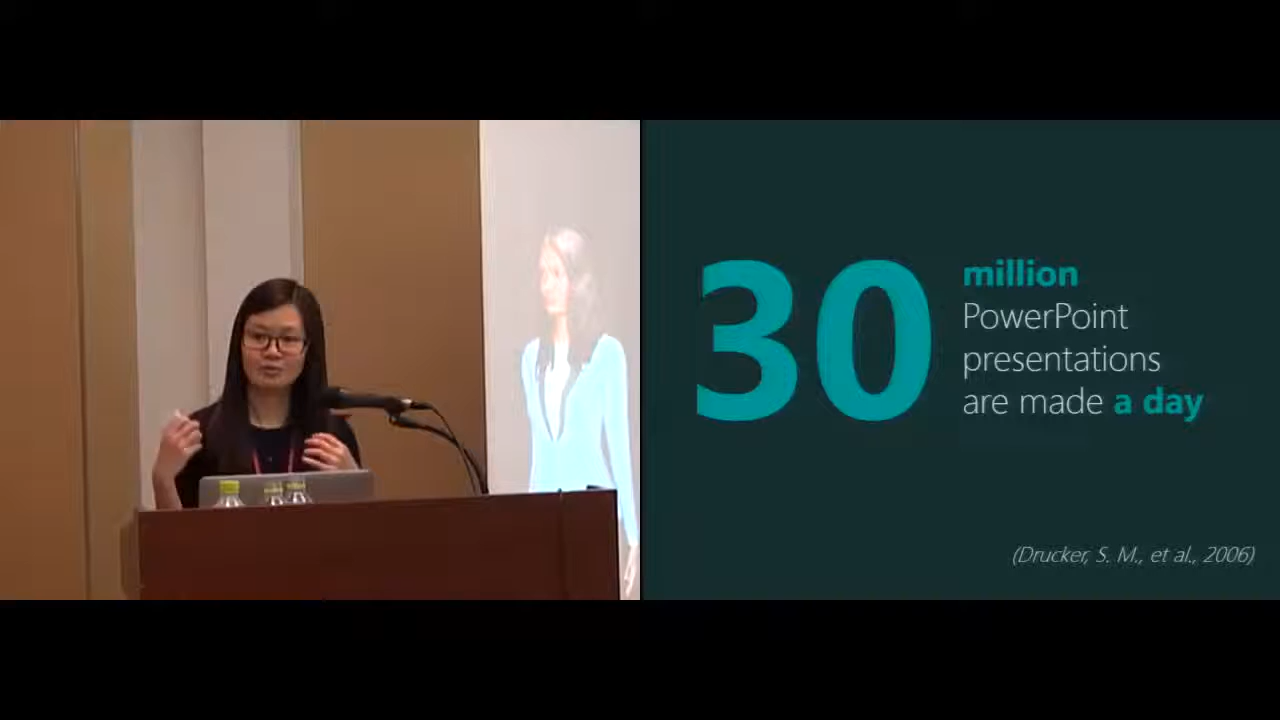 30
million
PowerPoint
presentations
are made a day
(Drucker, S. M., et al., 2006)